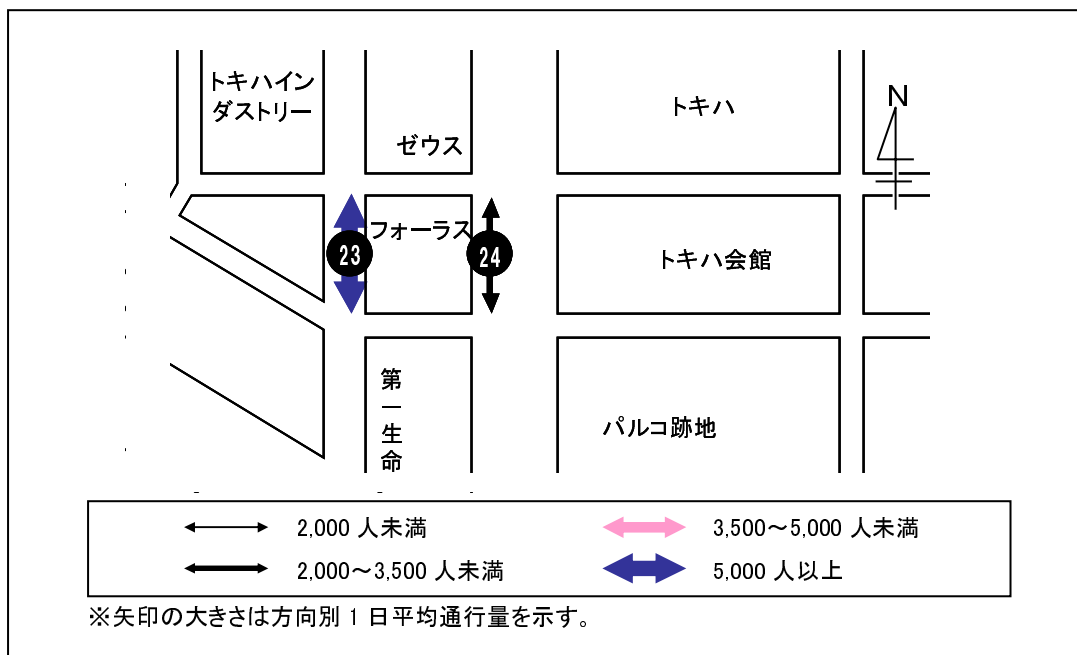 トキハイン
ダストリー
ゼウス
トキハ
N
23
フォーラス
24
トキハ会館
第一生命
パルコ跡地
2,000 人未満
3,500～5,000 人未満
2,000～3,500 人未満
5,000 人以上
※矢印の大きさは方向別 1 日平均通行量を示す。